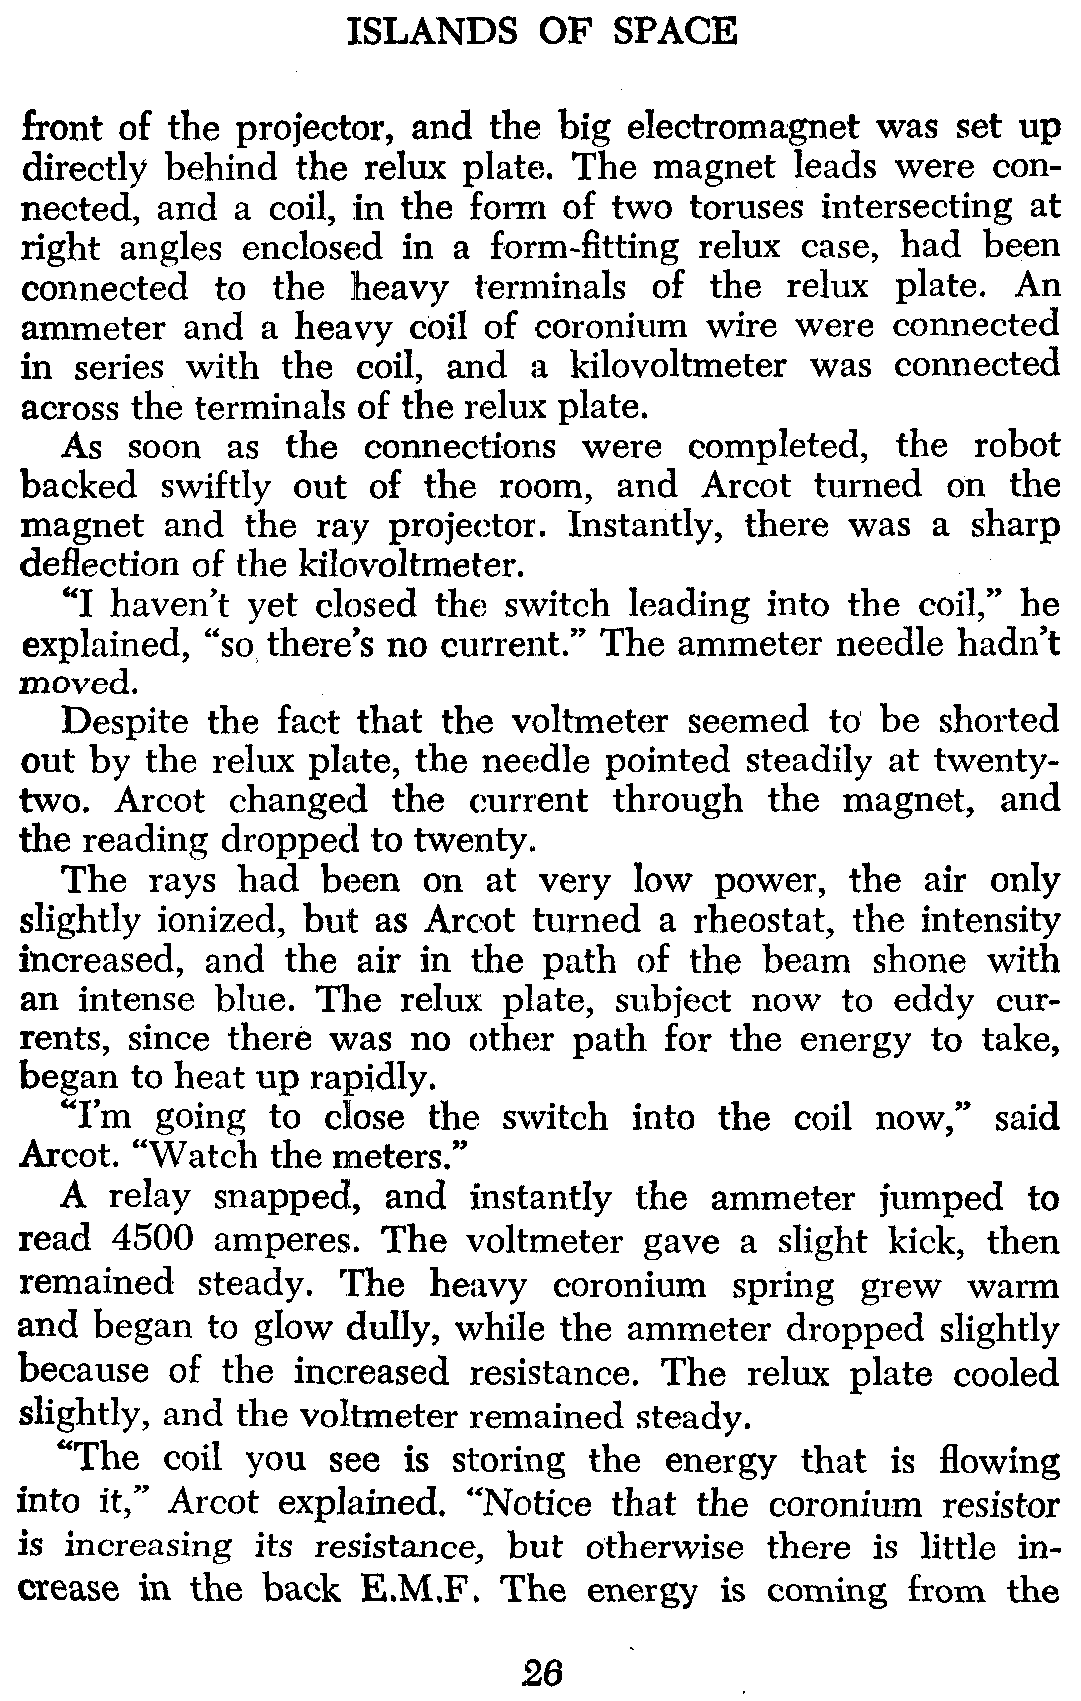 ISLANDS OF SPACE
front of the projector, and the big electromagnet was set up
directly behind the relux plate. The magnet leads were con-
nected, and a coil, in the form of two toruses intersecting at
right angles enclosed in a form-fitting relux case, had been
connected to the heavy terminals of the relux plate. An
ammeter and a heavy coil of coronium wire were connected
in series with the coil, and a kilovoltmeter was connected
across the terminals of the relux plate.
As soon as the connections were completed, the robot
backed swiftly out of the room, and Arcot turned on the
magnet and the ray projector. Instantly, there was a sharp
deflection of the kilovoltmeter.
“I haven’t yet closed the switch leading into the coil,” he
explained, “so there’s no current.” The ammeter needle hadn’t
moved.
Despite the fact that the voltmeter seemed to be shorted
out by the relux plate, the needle pointed steadily at twenty-
two. Arcot changed the current through the magnet, and
the reading dropped to twenty.
The rays had been on at very low power, the air only
slightly ionized, but as Arcot turned a rheostat, the intensity
increased, and the air in the path of the beam shone with
an intense blue. The relux plate, subject now to eddy cur-
rents, since there was no other path for the energy to take,
began to heat up rapidly.
“I’m going to close the switch into the coil now,” said
Arcot. “Watch the meters.”
A relay snapped, and instantly the ammeter jumped to
read 4500 amperes. The voltmeter gave a slight kick, then
remained steady. The heavy coronium spring grew warm
and began to glow dully, while the ammeter dropped slightly
because of the increased resistance. The relux plate cooled
slightly, and the voltmeter remained steady.
“The coil you see is storing the energy that is flowing
into it,” Arcot explained. “Notice that the coronium resistor
is increasing its resistance, but otherwise there is little in-
crease in the back E.M.F. The energy is coming from the
26